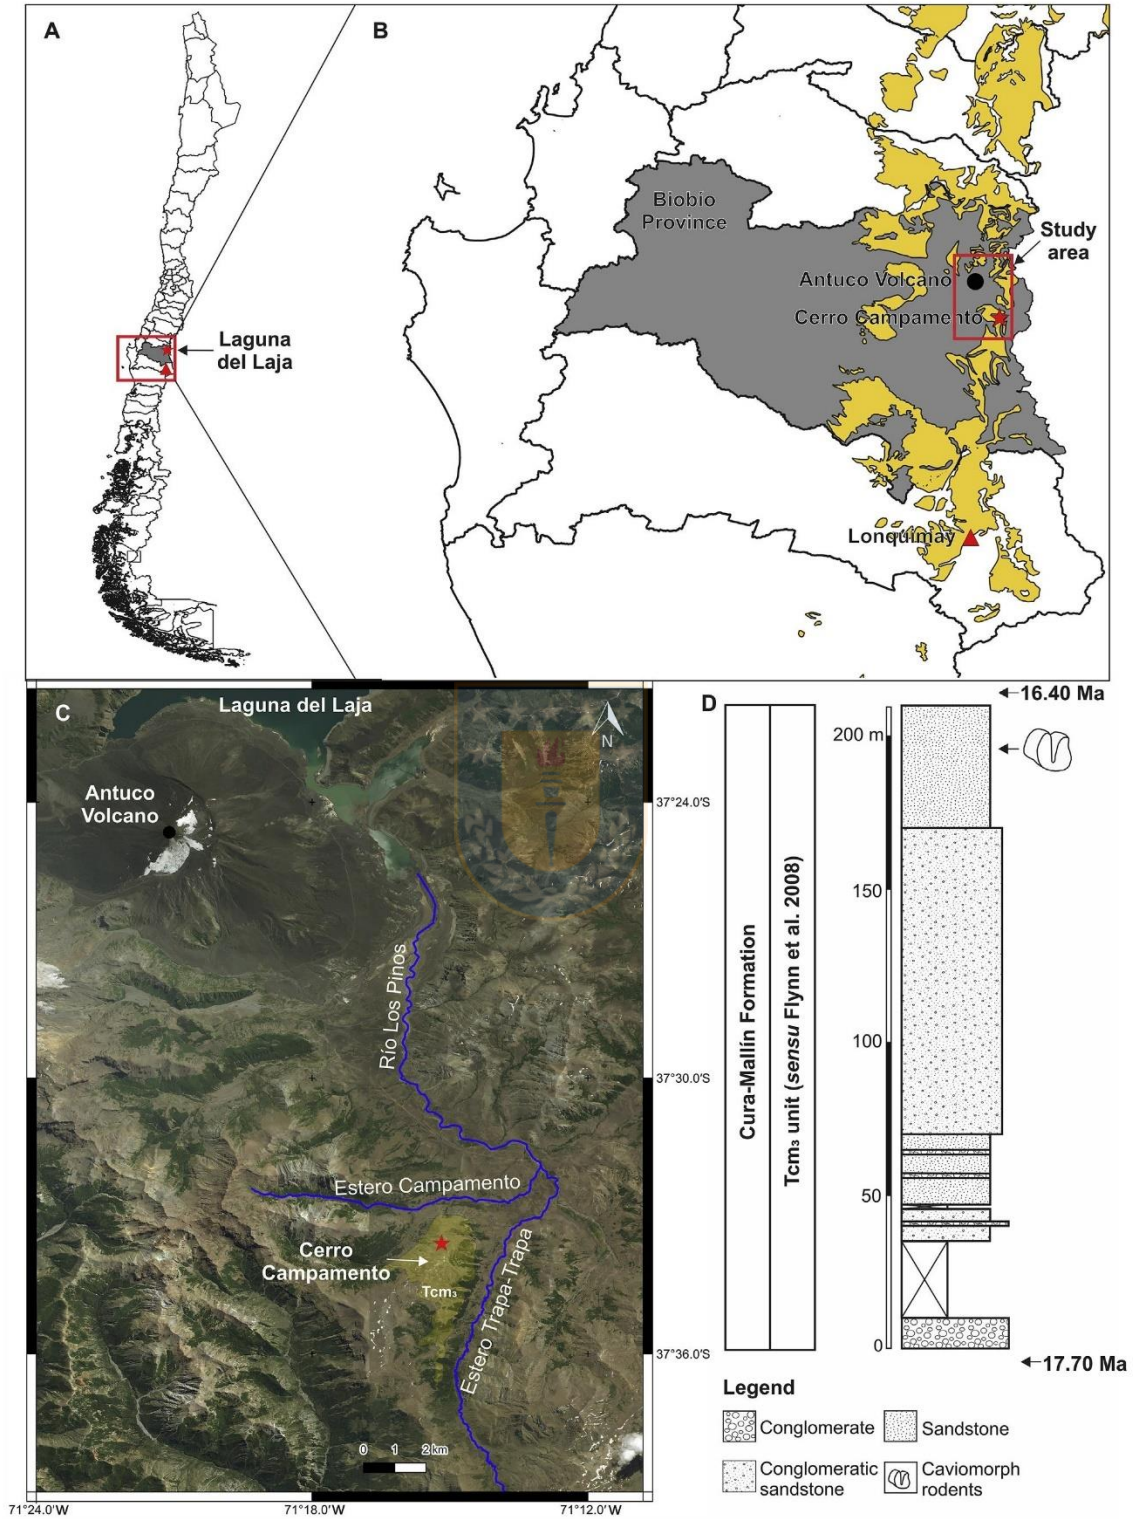 A
Laguna
del Laja
B
Biobio
Province
Study
area
Antuco Volcano
Cerro Campamento
Lonquimay
C
Laguna del Laja
N
Antuco
Volcano
Río Los Pinos
Estero Campamento
Cerro
Campamento
Tcm₃
Estero Trapa-Trapa
0 1 2 km
37°24.0'S
37°30.0'S
37°36.0'S
71°24.0'W
71°18.0'W
71°12.0'W
D
16.40 Ma
200 m
150
100
50
0
17.70 Ma
Cura-Mallín Formation
Tcm₃ unit (sensu Flynn et al. 2008)
Legend
Conglomerate
Sandstone
Conglomeratic
sandstone
Caviomorph
rodents